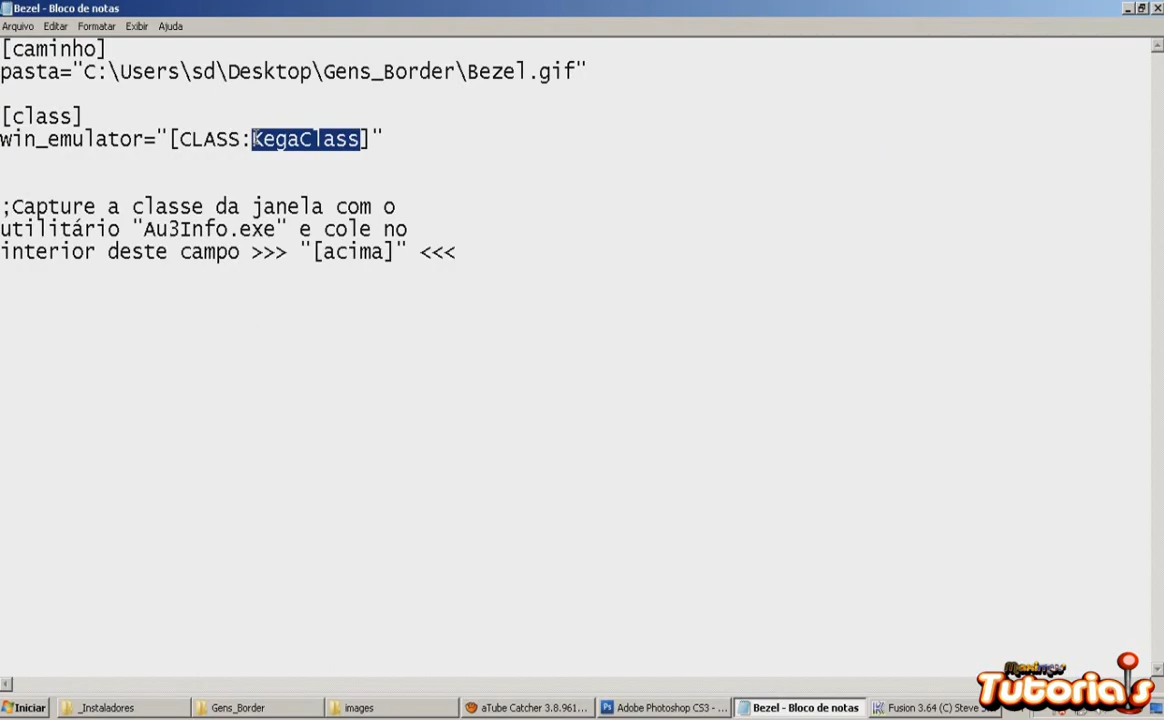 Bezel - Bloco de notas
Arquivo Editar Formatar Exibir Ajuda
[caminho]
pasta="C:\Users\sd\Desktop\Gens_Border\Bezel.gif"
[class]
win_emulator="[CLASS:KegaClass]"
;Capture a classe da janela com o
utilitário "Au3Info.exe" e cole no
interior deste campo >>> "[acima]" <<<
Tutoria's
Iniciar _Instaladores Gens_Border images aTube Catcher 3.8.961... Adobe Photoshop CS3 - ... Bezel - Bloco de notas Fusion 3.64 (C) Steve